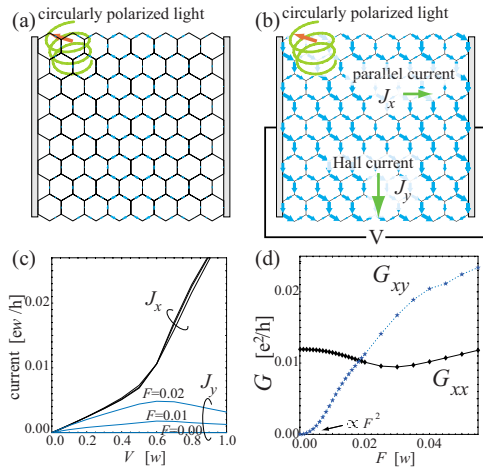 (a) circularly polarized light
(b) circularly polarized light
parallel current
J_x
Hall current
J_y
V
(c)
current [ew/h]
0.02
0.01
0.00
J_x
J_y
F=0.02
F=0.01
F=0.00
0.0 0.2 0.4 0.6 0.8 1.0
V [w]
(d)
G [e²/h]
0.02
0.01
0.0
G_xy
G_xx
∝ F²
0.0 0.02 0.04
F [w]